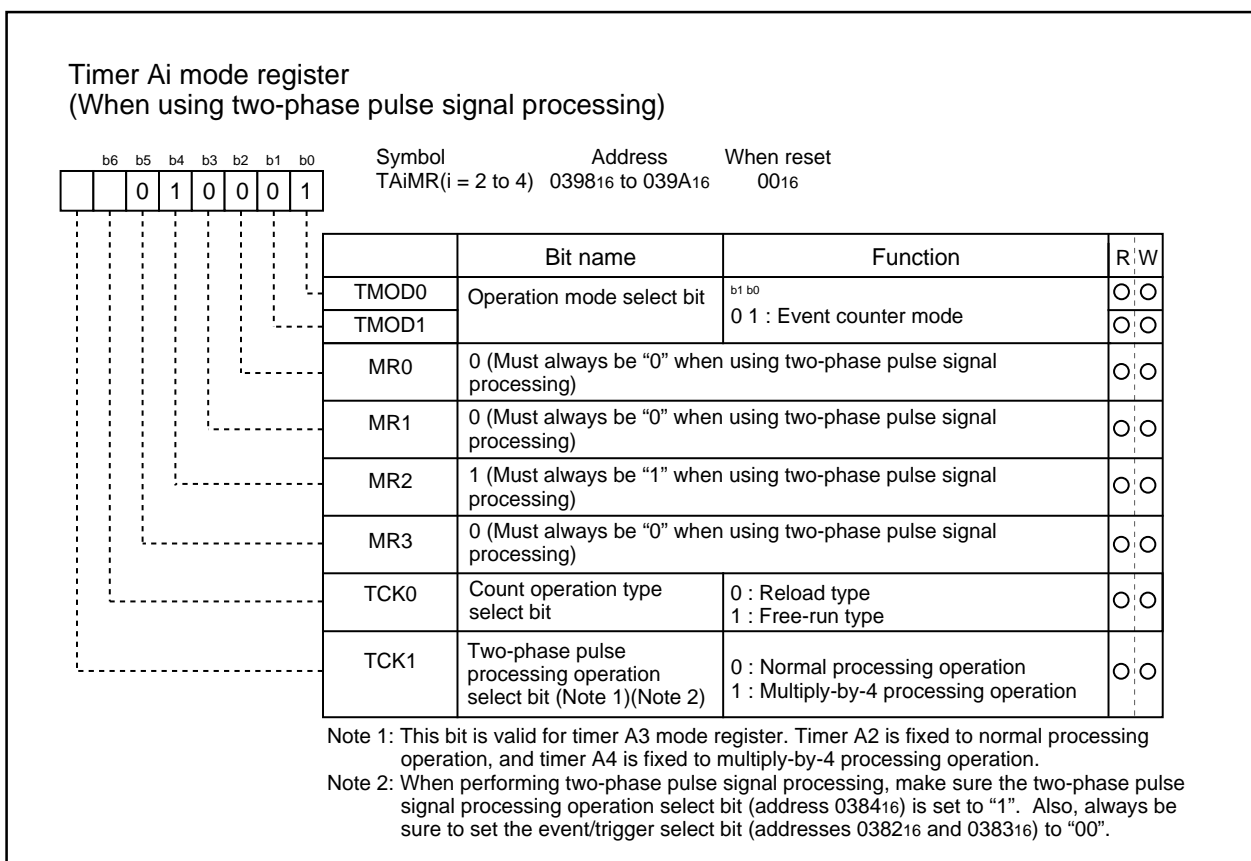 Timer Ai mode register
(When using two-phase pulse signal processing)
Symbol Address When reset
TAiMR(i = 2 to 4) 039816 to 039A16 0016
b6 b5 b4 b3 b2 b1 b0
0 1 0 0 0 1
Bit name Function R W
TMOD0 Operation mode select bit b1 b0
0 1 : Event counter mode
TMOD1
MR0 0 (Must always be “0” when using two-phase pulse signal
processing)
MR1 0 (Must always be “0” when using two-phase pulse signal
processing)
MR2 1 (Must always be “1” when using two-phase pulse signal
processing)
MR3 0 (Must always be “0” when using two-phase pulse signal
processing)
TCK0 Count operation type
select bit
0 : Reload type
1 : Free-run type
TCK1 Two-phase pulse
processing operation
select bit (Note 1)(Note 2)
0 : Normal processing operation
1 : Multiply-by-4 processing operation
Note 1: This bit is valid for timer A3 mode register. Timer A2 is fixed to normal processing
operation, and timer A4 is fixed to multiply-by-4 processing operation.
Note 2: When performing two-phase pulse signal processing, make sure the two-phase pulse
signal processing operation select bit (address 038416) is set to “1”. Also, always be
sure to set the event/trigger select bit (addresses 038216 and 038316) to “00”.